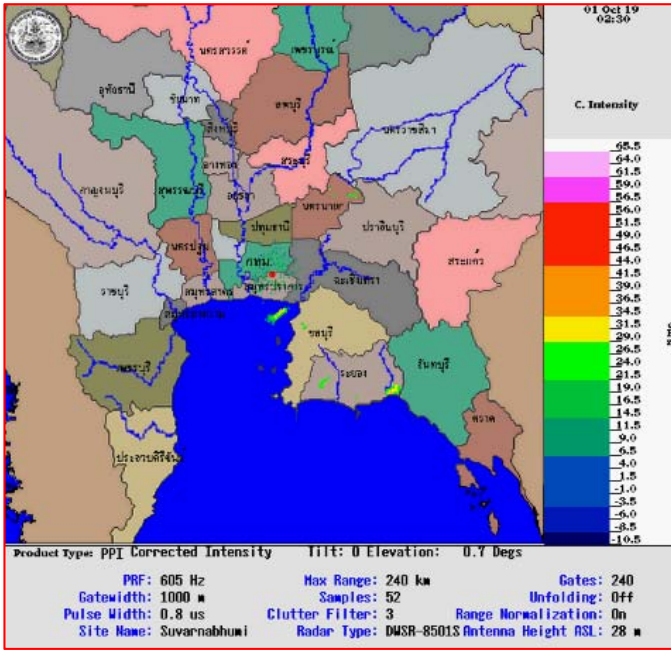 01 Oct 19
02:30
C. Intensity
นครสวรรค์
เพชรบูรณ์
อุทัยธานี
ชัยนาท
ลพบุรี
สิงห์บุรี
นครราชสีมา
อ่างทอง
สระบุรี
กาญจนบุรี
สุพรรณบุรี
อยุธยา
นครนายก
ปราจีนบุรี
ปทุมธานี
นครปฐม
กทม.
สระแก้ว
ฉะเชิงเทรา
ราชบุรี
สมุทรสาคร
สมุทรปราการ
สมุทรสงคราม
ชลบุรี
เพชรบุรี
ระยอง
จันทบุรี
ตราด
ประจวบคีรีขันธ์
65.5
64.0
61.5
59.0
56.5
56.0
51.5
49.0
46.5
44.0
41.5
39.0
36.5
34.0
31.5
29.0
26.5
24.0
21.5
19.0
16.5
14.0
11.5
9.0
6.5
4.0
1.5
-1.0
-3.5
-6.0
-8.5
-10.5
Product Type: PPI Corrected Intensity Tilt: 0 Elevation: 0.7 Degs
PRF: 605 Hz Max Range: 240 km Gates: 240
Gatewidth: 1000 m Samples: 52 Unfolding: Off
Pulse Width: 0.8 us Clutter Filter: 3 Range Normalization: On
Site Name: Suvarnabhumi Radar Type: DWSR-8501S Antenna Height ASL: 28 m